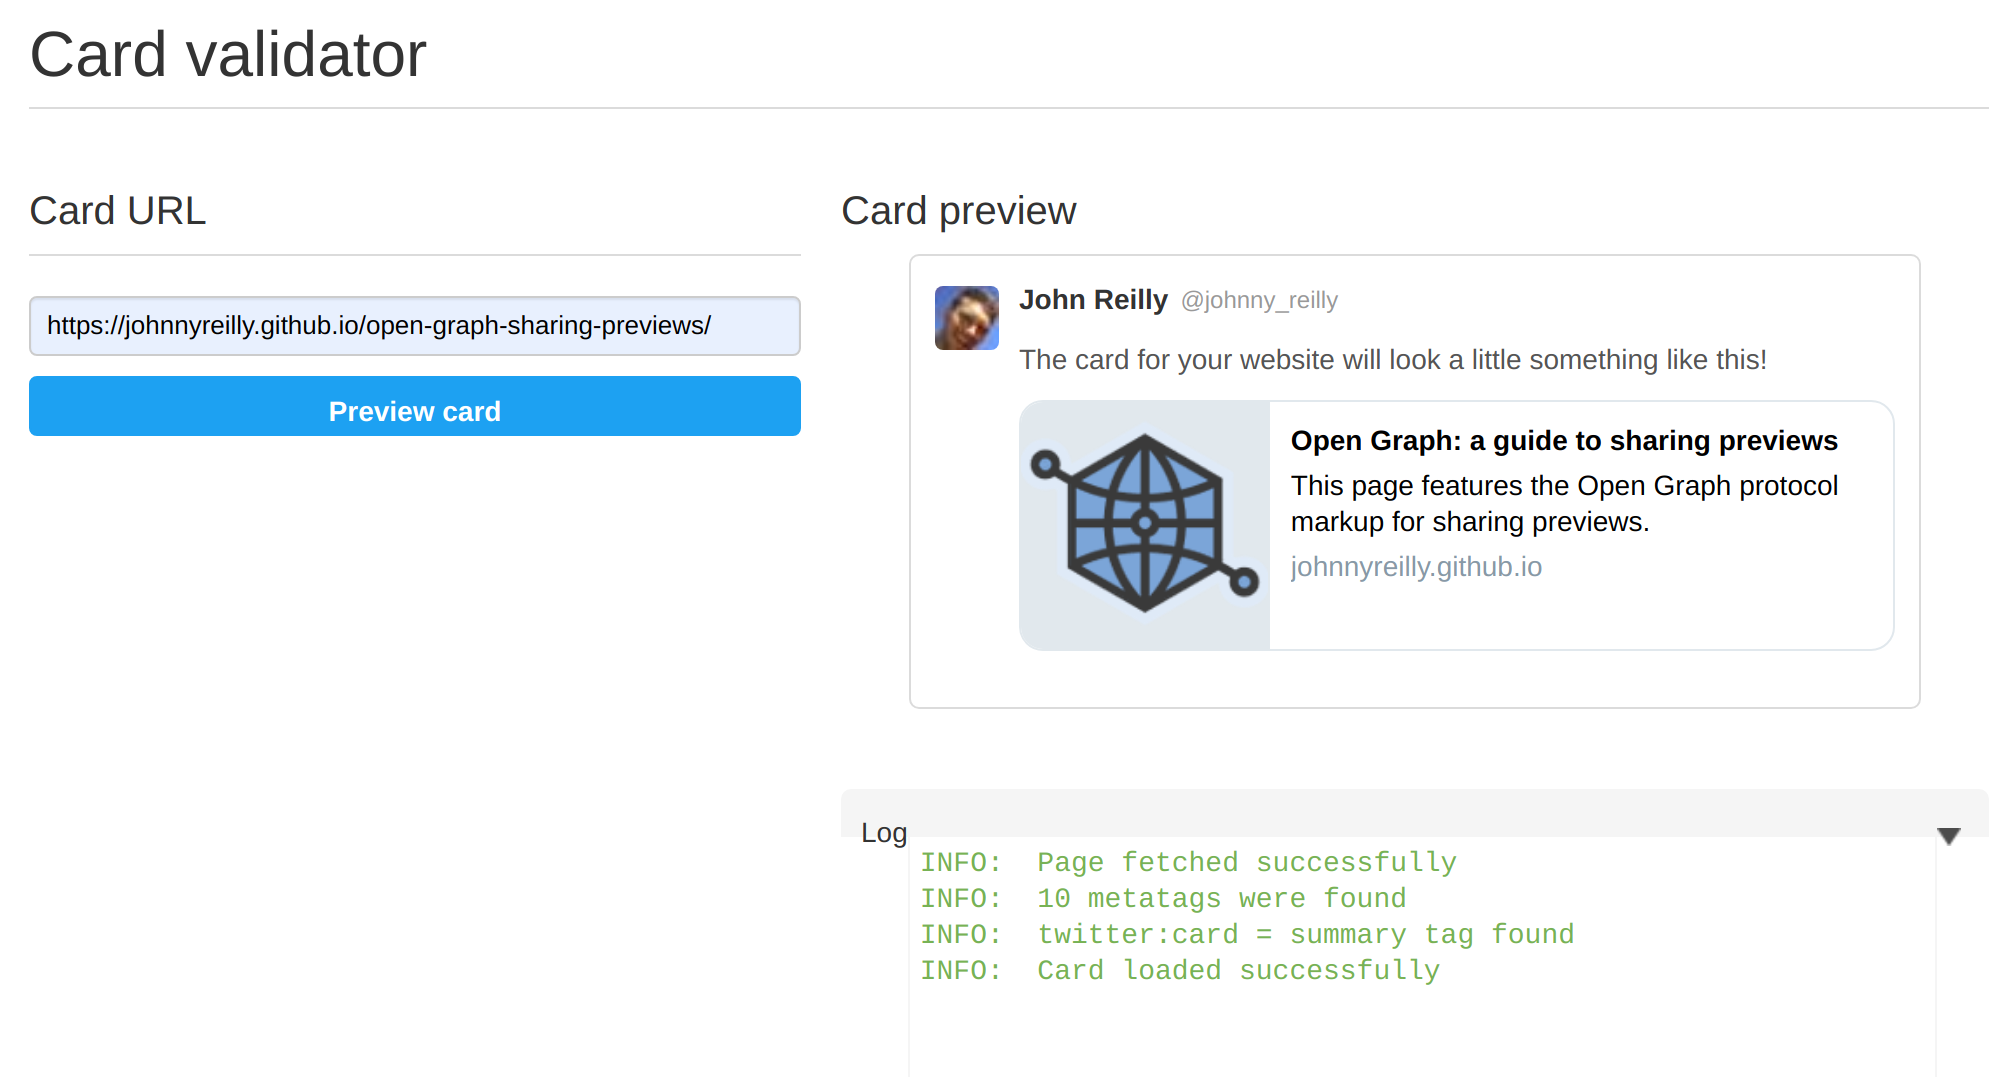 Card validator
Card URL
https://johnnyreilly.github.io/open-graph-sharing-previews/
Preview card
Card preview
John Reilly @johnny_reilly
The card for your website will look a little something like this!
Open Graph: a guide to sharing previews
This page features the Open Graph protocol
markup for sharing previews.
johnnyreilly.github.io
Log
INFO:  Page fetched successfully
INFO:  10 metatags were found
INFO:  twitter:card = summary tag found
INFO:  Card loaded successfully